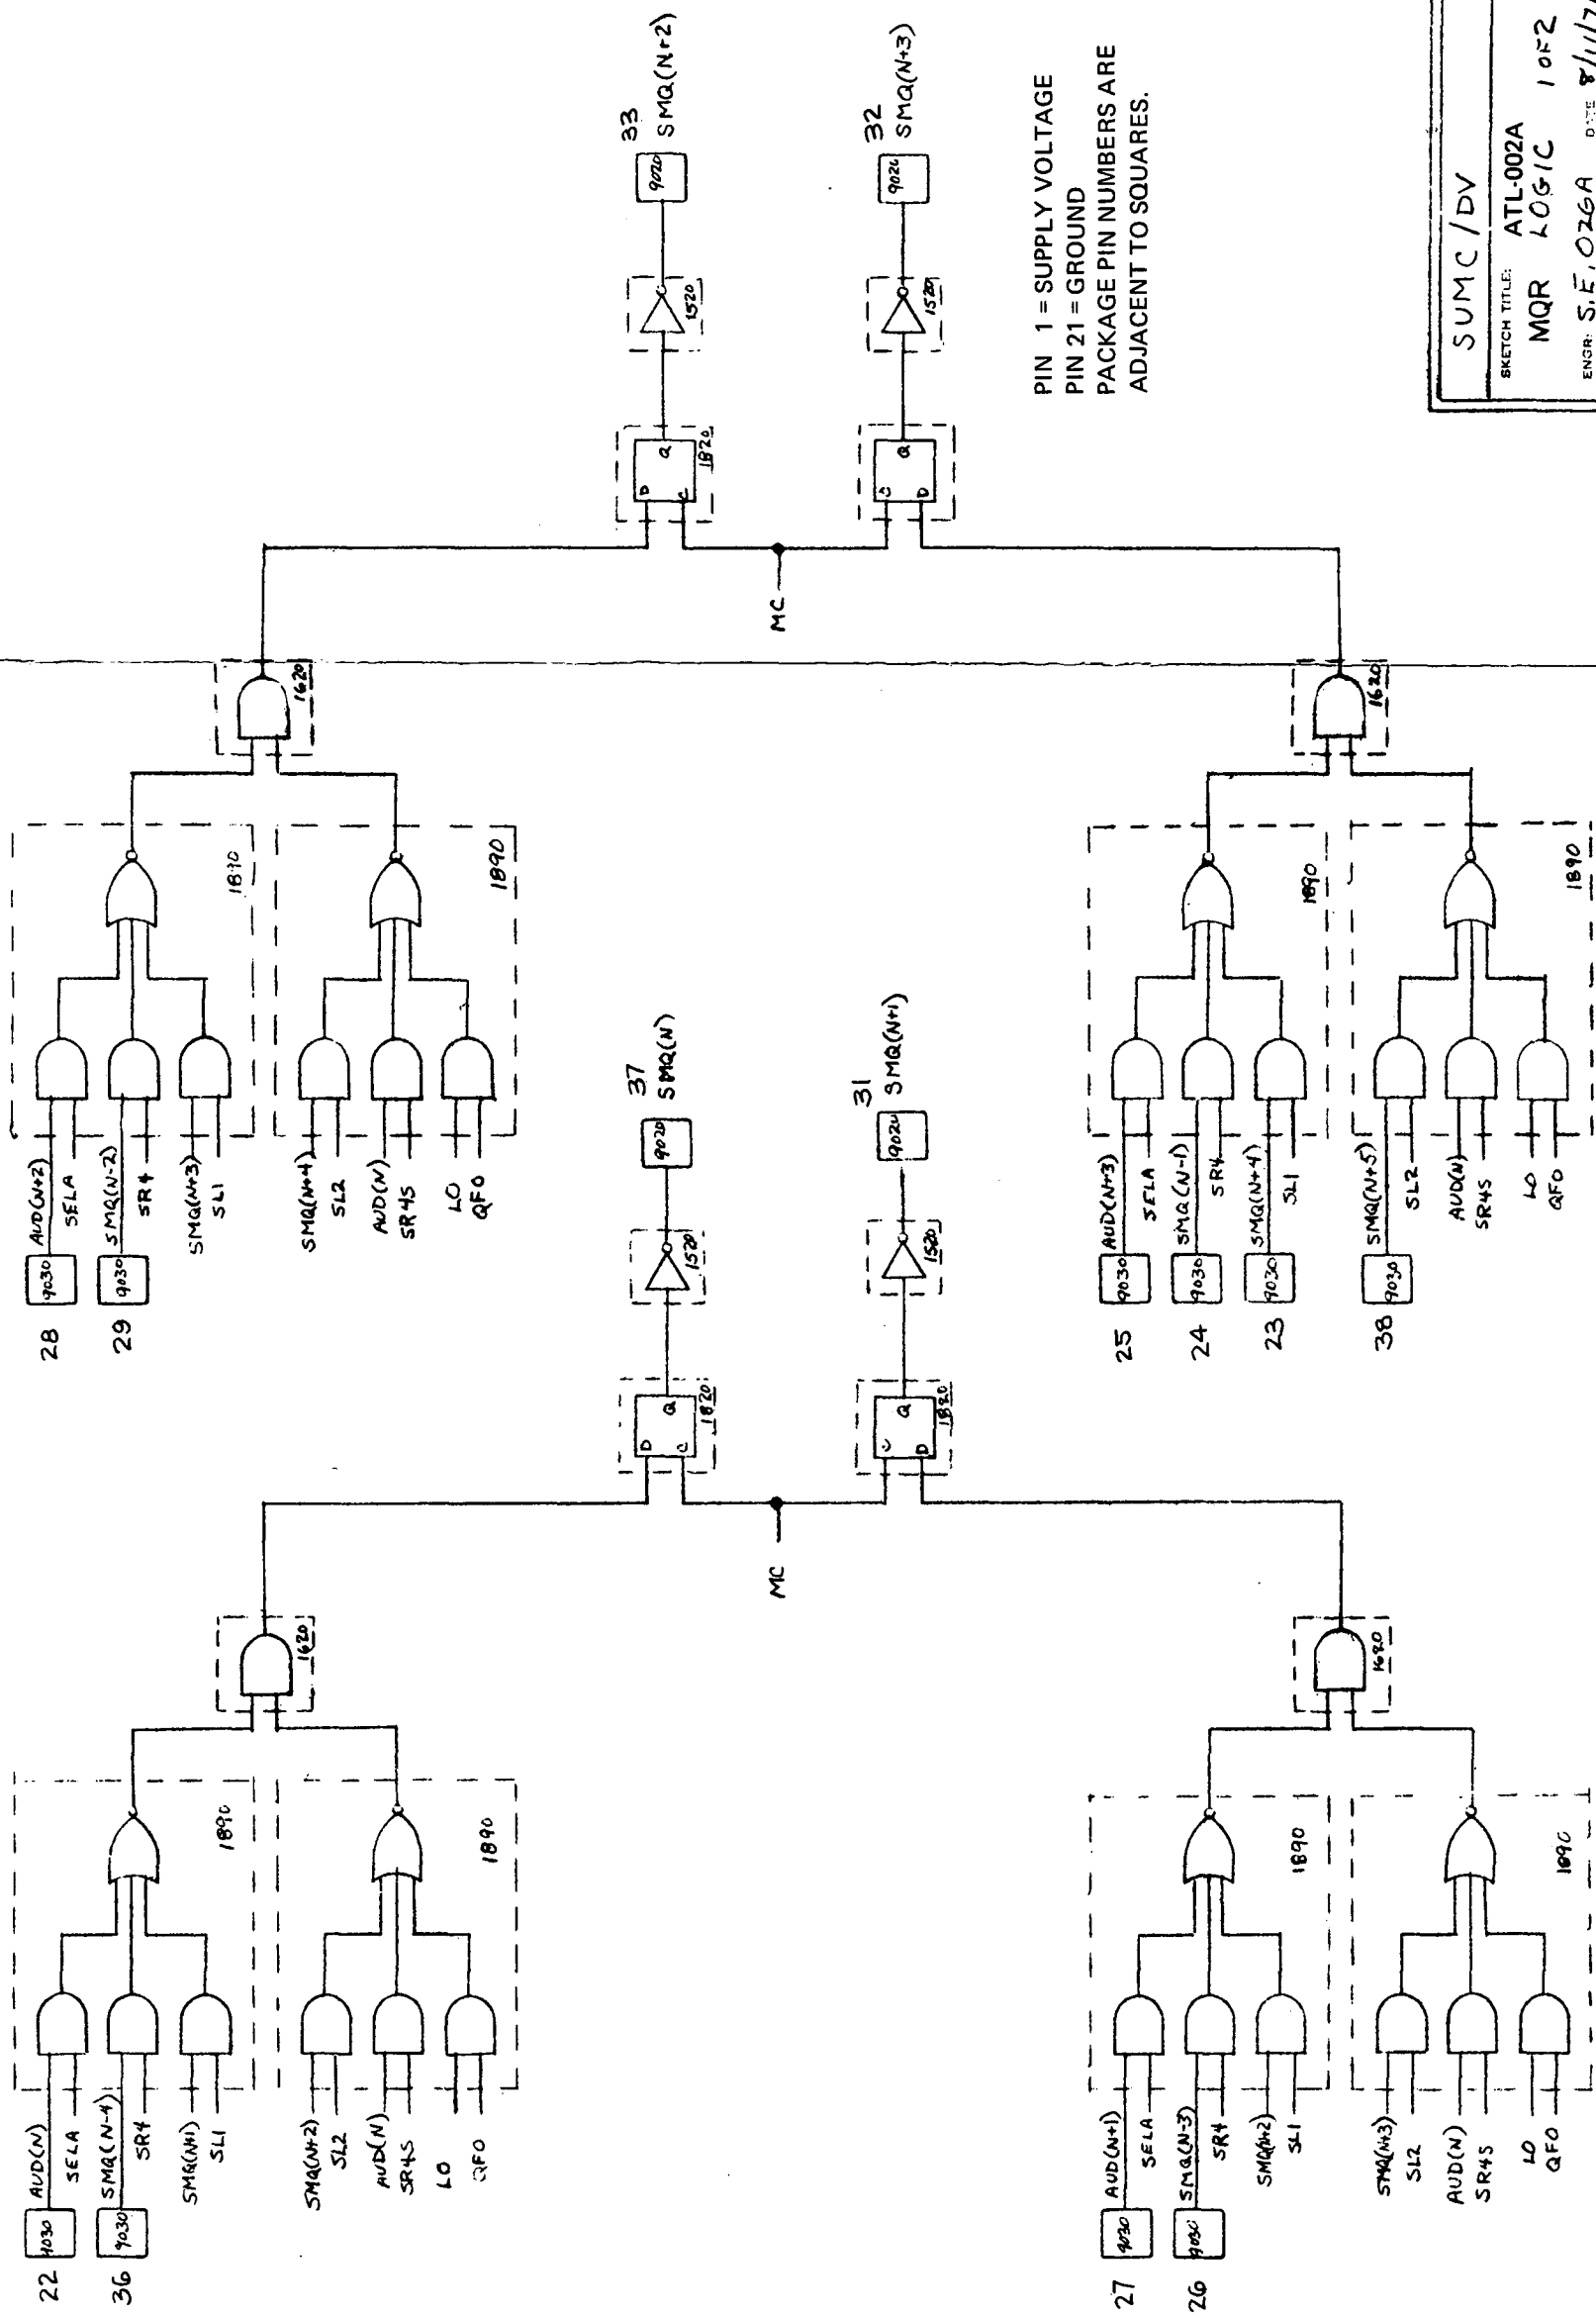 28
9030
AUD(N+2)
SELA
29
9030
SMQ(N-2)
SR4
SMQ(N+3)
SL1
1890
SMQ(N+4)
SL2
AUD(N)
SR4S
LO
QFO
1890
1620
MC
D
C
Q
1820
1520
9020
33
SMQ(N+2)
C
D
Q
1520
9020
32
SMQ(N+3)
25
9030
AUD(N+3)
SELA
24
9030
SMQ(N-1)
SR4
23
9030
SMQ(N+4)
SL1
1890
38
9030
SMQ(N+5)
SL2
AUD(N)
SR4S
LO
QFO
1890
1620
22
9030
AUD(N)
SELA
36
9030
SMQ(N-4)
SR4
SMQ(N+1)
SL1
1890
SMQ(N+2)
SL2
AUD(N)
SR4S
LO
QFO
1890
1620
MC
D
C
Q
1820
1520
9020
37
SMQ(N)
C
D
Q
1820
1520
9020
31
SMQ(N+1)
27
9030
AUD(N+1)
SELA
26
9030
SMQ(N-3)
SR4
SMQ(N+2)
SL1
1890
SMQ(N+3)
SL2
AUD(N)
SR4S
LO
QFO
1890
1620
PIN 1 = SUPPLY VOLTAGE
PIN 21 = GROUND
PACKAGE PIN NUMBERS ARE
ADJACENT TO SQUARES.
SUMC/DV
SKETCH TITLE: ATL-002A
MQR LOGIC 1 OF 2
ENGR: S.E. OZGA DATE 8/11/7